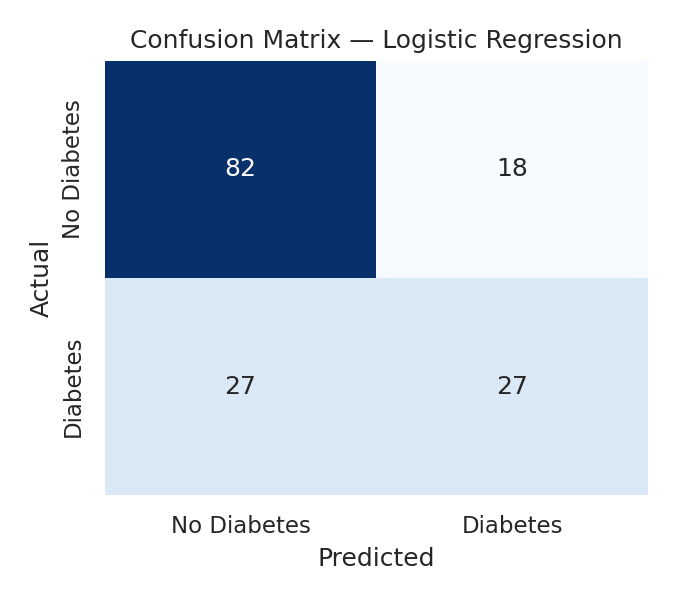 Confusion Matrix — Logistic Regression
Actual
No Diabetes
82
18
Diabetes
27
27
No Diabetes
Diabetes
Predicted